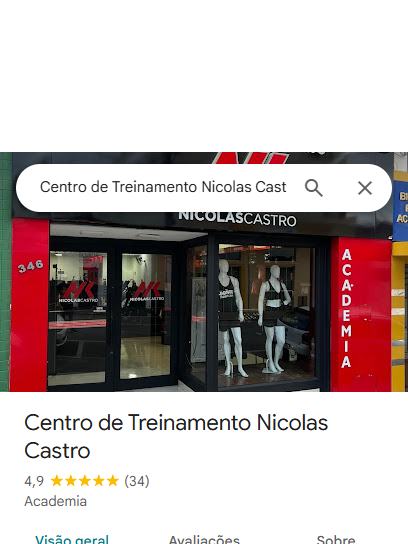 Centro de Treinamento Nicolas Cast
NICOLASCASTRO
346
NICOLASCASTRO
NICOLASCASTRO
ACADEMIA
Centro de Treinamento Nicolas
Castro
4,9 (34)
Academia
Visão geral
Avaliações
Sobre